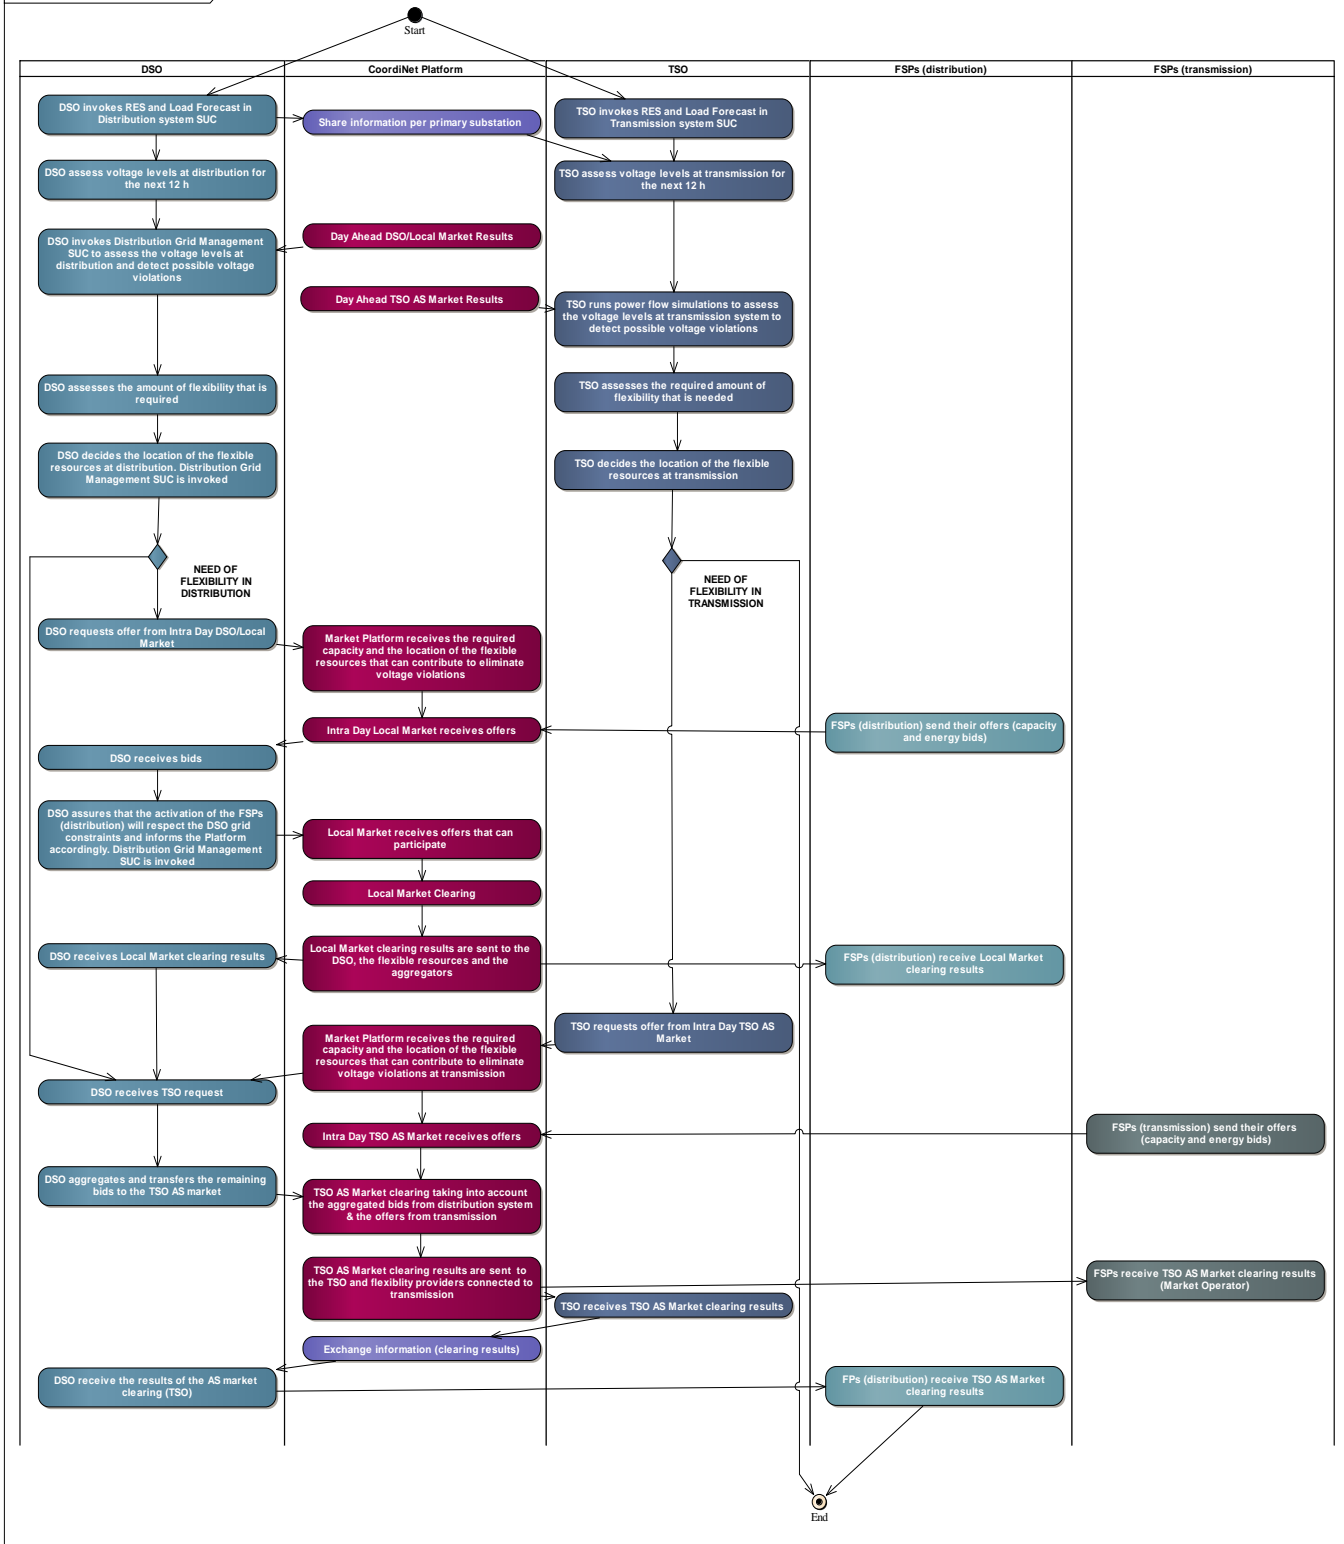 Start
DSO
CoordiNet Platform
TSO
FSPs (distribution)
FSPs (transmission)
DSO invokes RES and Load Forecast in
Distribution system SUC
Share information per primary substation
TSO invokes RES and Load Forecast in
Transmission system SUC
DSO assess voltage levels at distribution for
the next 12 h
TSO assess voltage levels at transmission for
the next 12 h
DSO invokes Distribution Grid Management
SUC to assess the voltage levels at
distribution and detect possible voltage
violations
Day Ahead DSO/Local Market Results
Day Ahead TSO AS Market Results
TSO runs power flow simulations to assess
the voltage levels at transmission system to
detect possible voltage violations
DSO assesses the amount of flexibility that is
required
TSO assesses the required amount of
flexibility that is needed
DSO decides the location of the flexible
resources at distribution. Distribution Grid
Management SUC is invoked
TSO decides the location of the flexible
resources at transmission
NEED OF
FLEXIBILITY IN
DISTRIBUTION
NEED OF
FLEXIBILITY IN
TRANSMISSION
DSO requests offer from Intra Day DSO/Local
Market
Market Platform receives the required
capacity and the location of the flexible
resources that can contribute to eliminate
voltage violations
Intra Day Local Market receives offers
FSPs (distribution) send their offers (capacity
and energy bids)
DSO receives bids
DSO assures that the activation of the FSPs
(distribution) will respect the DSO grid
constraints and informs the Platform
accordingly. Distribution Grid Management
SUC is invoked
Local Market receives offers that can
participate
Local Market Clearing
DSO receives Local Market clearing results
Local Market clearing results are sent to the
DSO, the flexible resources and the
aggregators
FSPs (distribution) receive Local Market
clearing results
TSO requests offer from Intra Day TSO AS
Market
Market Platform receives the required
capacity and the location of the flexible
resources that can contribute to eliminate
voltage violations at transmission
DSO receives TSO request
Intra Day TSO AS Market receives offers
FSPs (transmission) send their offers
(capacity and energy bids)
DSO aggregates and transfers the remaining
bids to the TSO AS market
TSO AS Market clearing taking into account
the aggregated bids from distribution system
& the offers from transmission
TSO AS Market clearing results are sent to
the TSO and flexiblity providers connected to
transmission
FSPs receive TSO AS Market clearing results
(Market Operator)
TSO receives TSO AS Market clearing results
Exchange information (clearing results)
DSO receive the results of the AS market
clearing (TSO)
FPs (distribution) receive TSO AS Market
clearing results
End